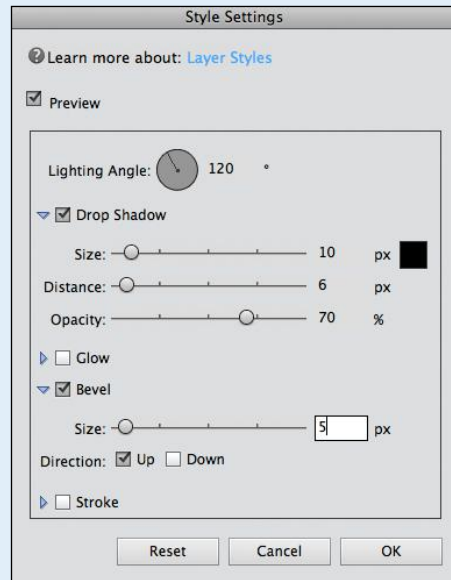 Style Settings
Learn more about: Layer Styles
Preview
Lighting Angle: 120 °
Drop Shadow
Size: 10 px
Distance: 6 px
Opacity: 70 %
Glow
Bevel
Size: 5 px
Direction: Up Down
Stroke
Reset Cancel OK